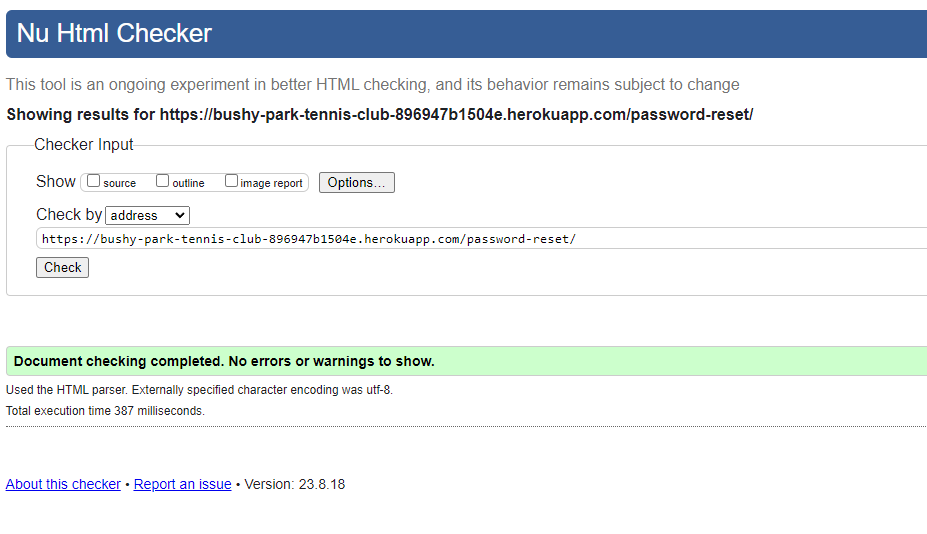 Nu Html Checker
This tool is an ongoing experiment in better HTML checking, and its behavior remains subject to change
Showing results for https://bushy-park-tennis-club-896947b1504e.herokuapp.com/password-reset/
Checker Input
Show source outline image report Options...
Check by address
https://bushy-park-tennis-club-896947b1504e.herokuapp.com/password-reset/
Check
Document checking completed. No errors or warnings to show.
Used the HTML parser. Externally specified character encoding was utf-8.
Total execution time 387 milliseconds.
About this checker • Report an issue • Version: 23.8.18